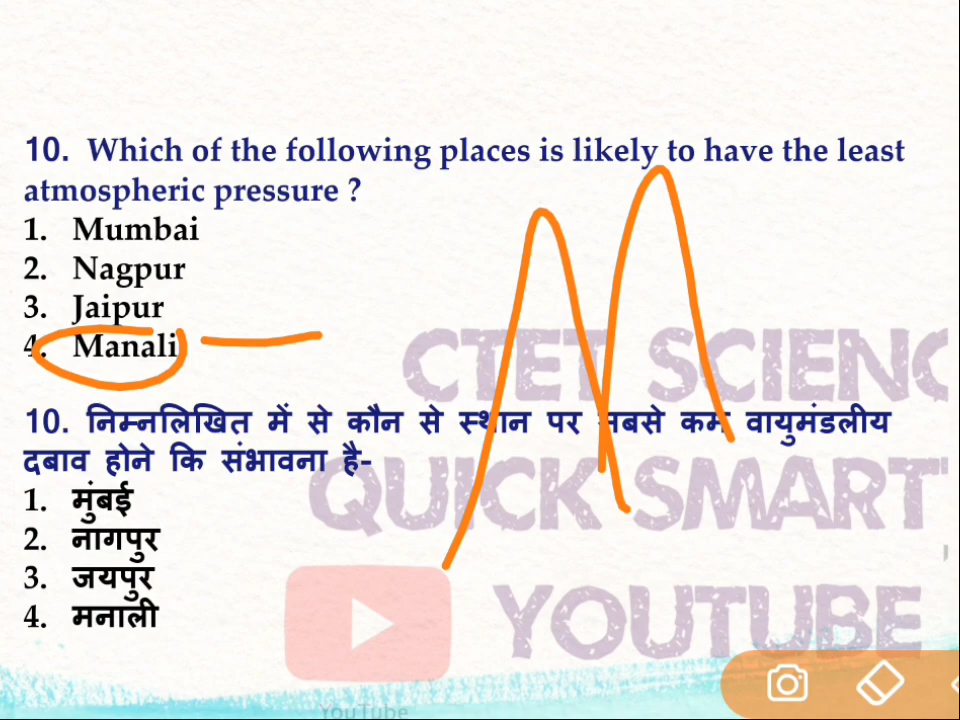 10. Which of the following places is likely to have the least
atmospheric pressure ?
1. Mumbai
2. Nagpur
3. Jaipur
4. Manali
10. निम्नलिखित में से कौन से स्थान पर सबसे कम वायुमंडलीय
दबाव होने कि संभावना है-
1. मुंबई
2. नागपुर
3. जयपुर
4. मनाली
CTET SCIENC
QUICK SMART
YOUTUBE
YouTube